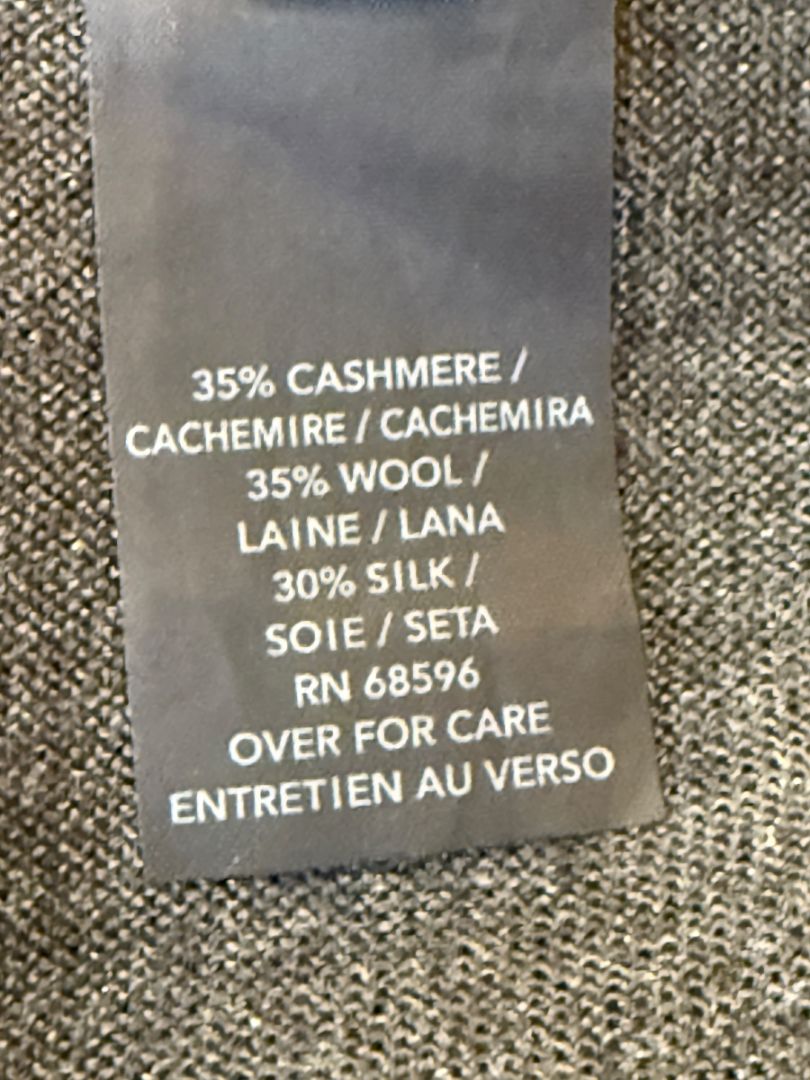 35% CASHMERE /
CACHEMIRE / CACHEMIRA
35% WOOL /
LAINE / LANA
30% SILK /
SOIE / SETA
RN 68596
OVER FOR CARE
ENTRETIEN AU VERSO